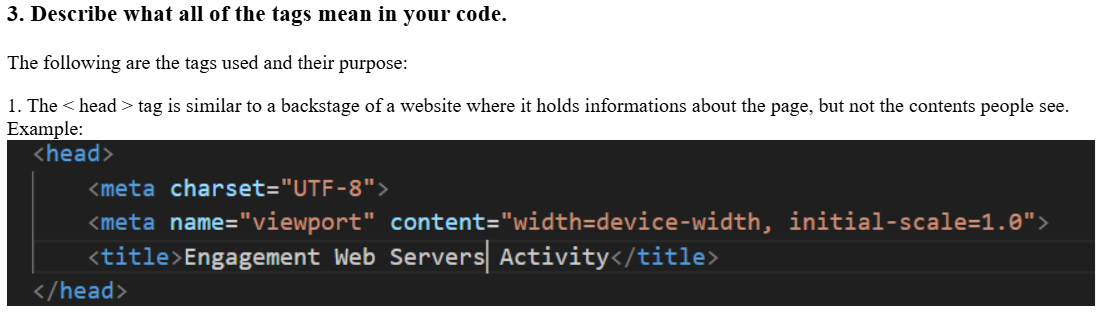 3. Describe what all of the tags mean in your code.
The following are the tags used and their purpose:
1. The < head > tag is similar to a backstage of a website where it holds informations about the page, but not the contents people see.
Example:
<head>
<meta charset="UTF-8">
<meta name="viewport" content="width=device-width, initial-scale=1.0">
<title>Engagement Web Servers Activity</title>
</head>